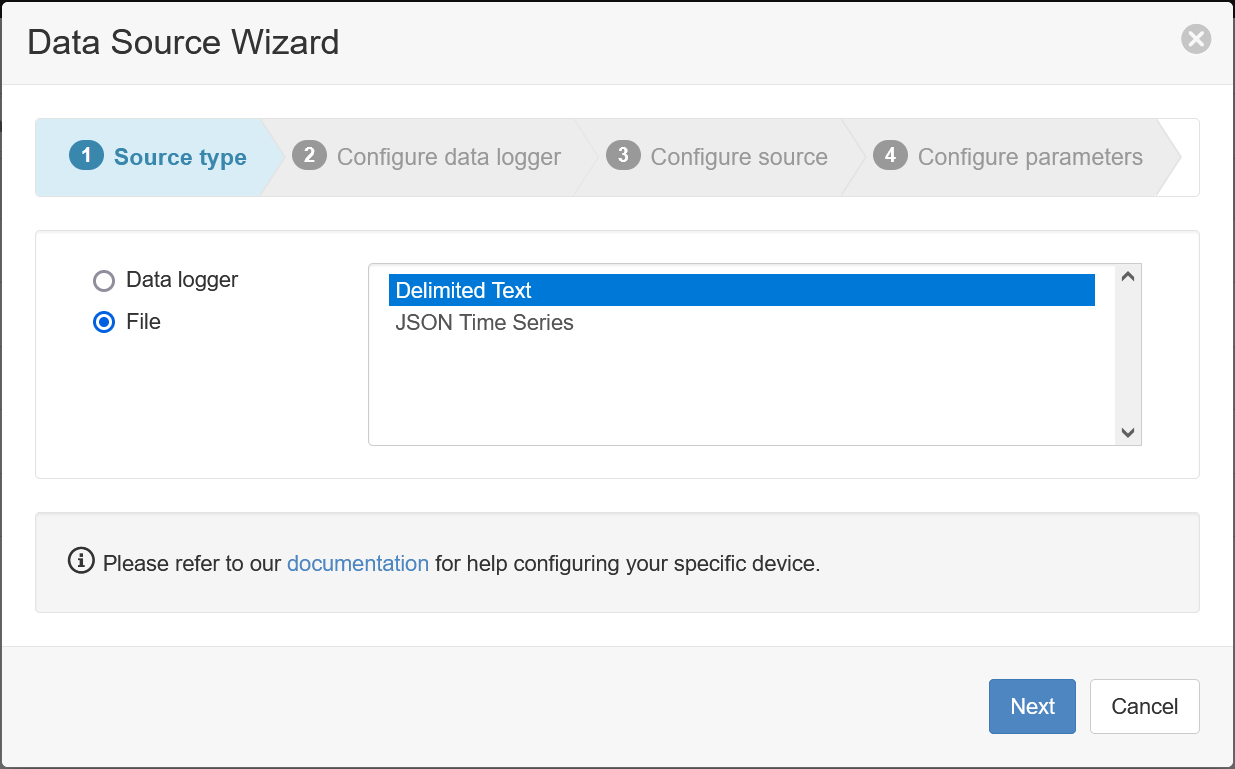 Data Source Wizard
1 Source type 2 Configure data logger 3 Configure source 4 Configure parameters
Data logger
File
Delimited Text
JSON Time Series
Please refer to our documentation for help configuring your specific device.
Next Cancel